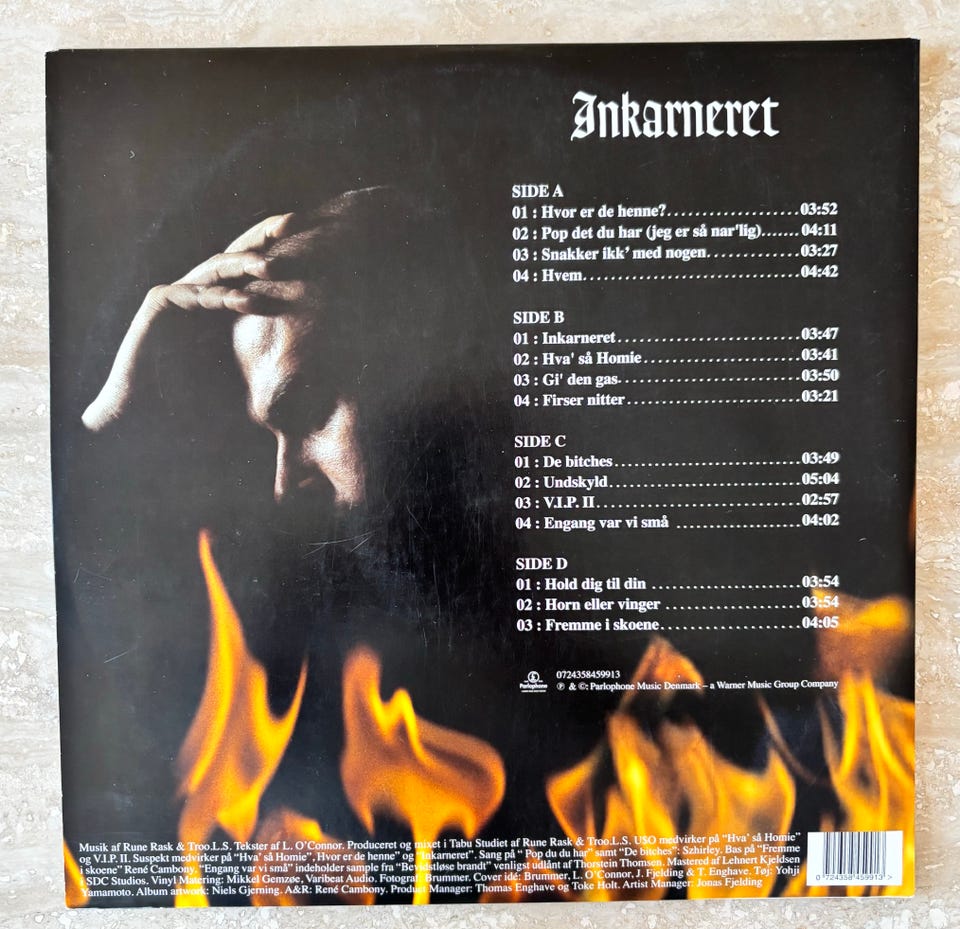 Inkarneret
SIDE A
01 : Hvor er de henne?....................03:52
02 : Pop det du har (jeg er så nar'lig).......04:11
03 : Snakker ikk' med nogen..............03:27
04 : Hvem.................................04:42
SIDE B
01 : Inkarneret............................03:47
02 : Hva' så Homie........................03:41
03 : Gi' den gas............................03:50
04 : Firser nitter..........................03:21
SIDE C
01 : De bitches............................03:49
02 : Undskyld.............................05:04
03 : V.I.P. II...............................02:57
04 : Engang var vi små ...................04:02
SIDE D
01 : Hold dig til din .......................03:54
02 : Horn eller vinger .....................03:54
03 : Fremme i skoene......................04:05
Parlophone
0724358459913
℗ & ©: Parlophone Music Denmark – a Warner Music Group Company
Musik af Rune Rask & Troo.L.S. Tekster af L. O'Connor. Produceret og mixet i Tabu Studiet af Rune Rask & Troo.L.S. U$O medvirker på "Hva' så Homie"
og V.I.P. II. Suspekt medvirker på "Hva' så Homie", Hvor er de henne" og "Inkarneret". Sang på " Pop du du har" samt "De bitches": Szhirley. Bas på "Fremme
i skoene" René Cambony. "Engang var vi små" indeholder sample fra "Bevidstløse brandt" venligst udlånt af Thorstein Thomsen. Mastered af Lehnert Kjeldsen
i SDC Studios. Vinyl Matering: Mikkel Gemzøe, Varibeat Audio. Fotograf: Brummer. Cover idé: Brummer, L. O'Connor, J. Fjelding & T. Enghave. Tøj: Yohji
Yamamoto. Album artwork: Niels Gjerning. A&R: René Cambony. Product Manager: Thomas Enghave og Toke Holt. Artist Manager: Jonas Fjelding
0 724358 459913 >